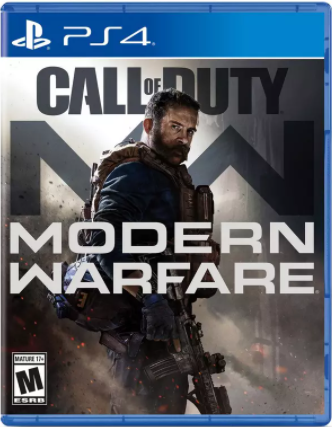 PS4
CALL OF DUTY
MODERN
WARFARE
MATURE 17+
M
ESRB